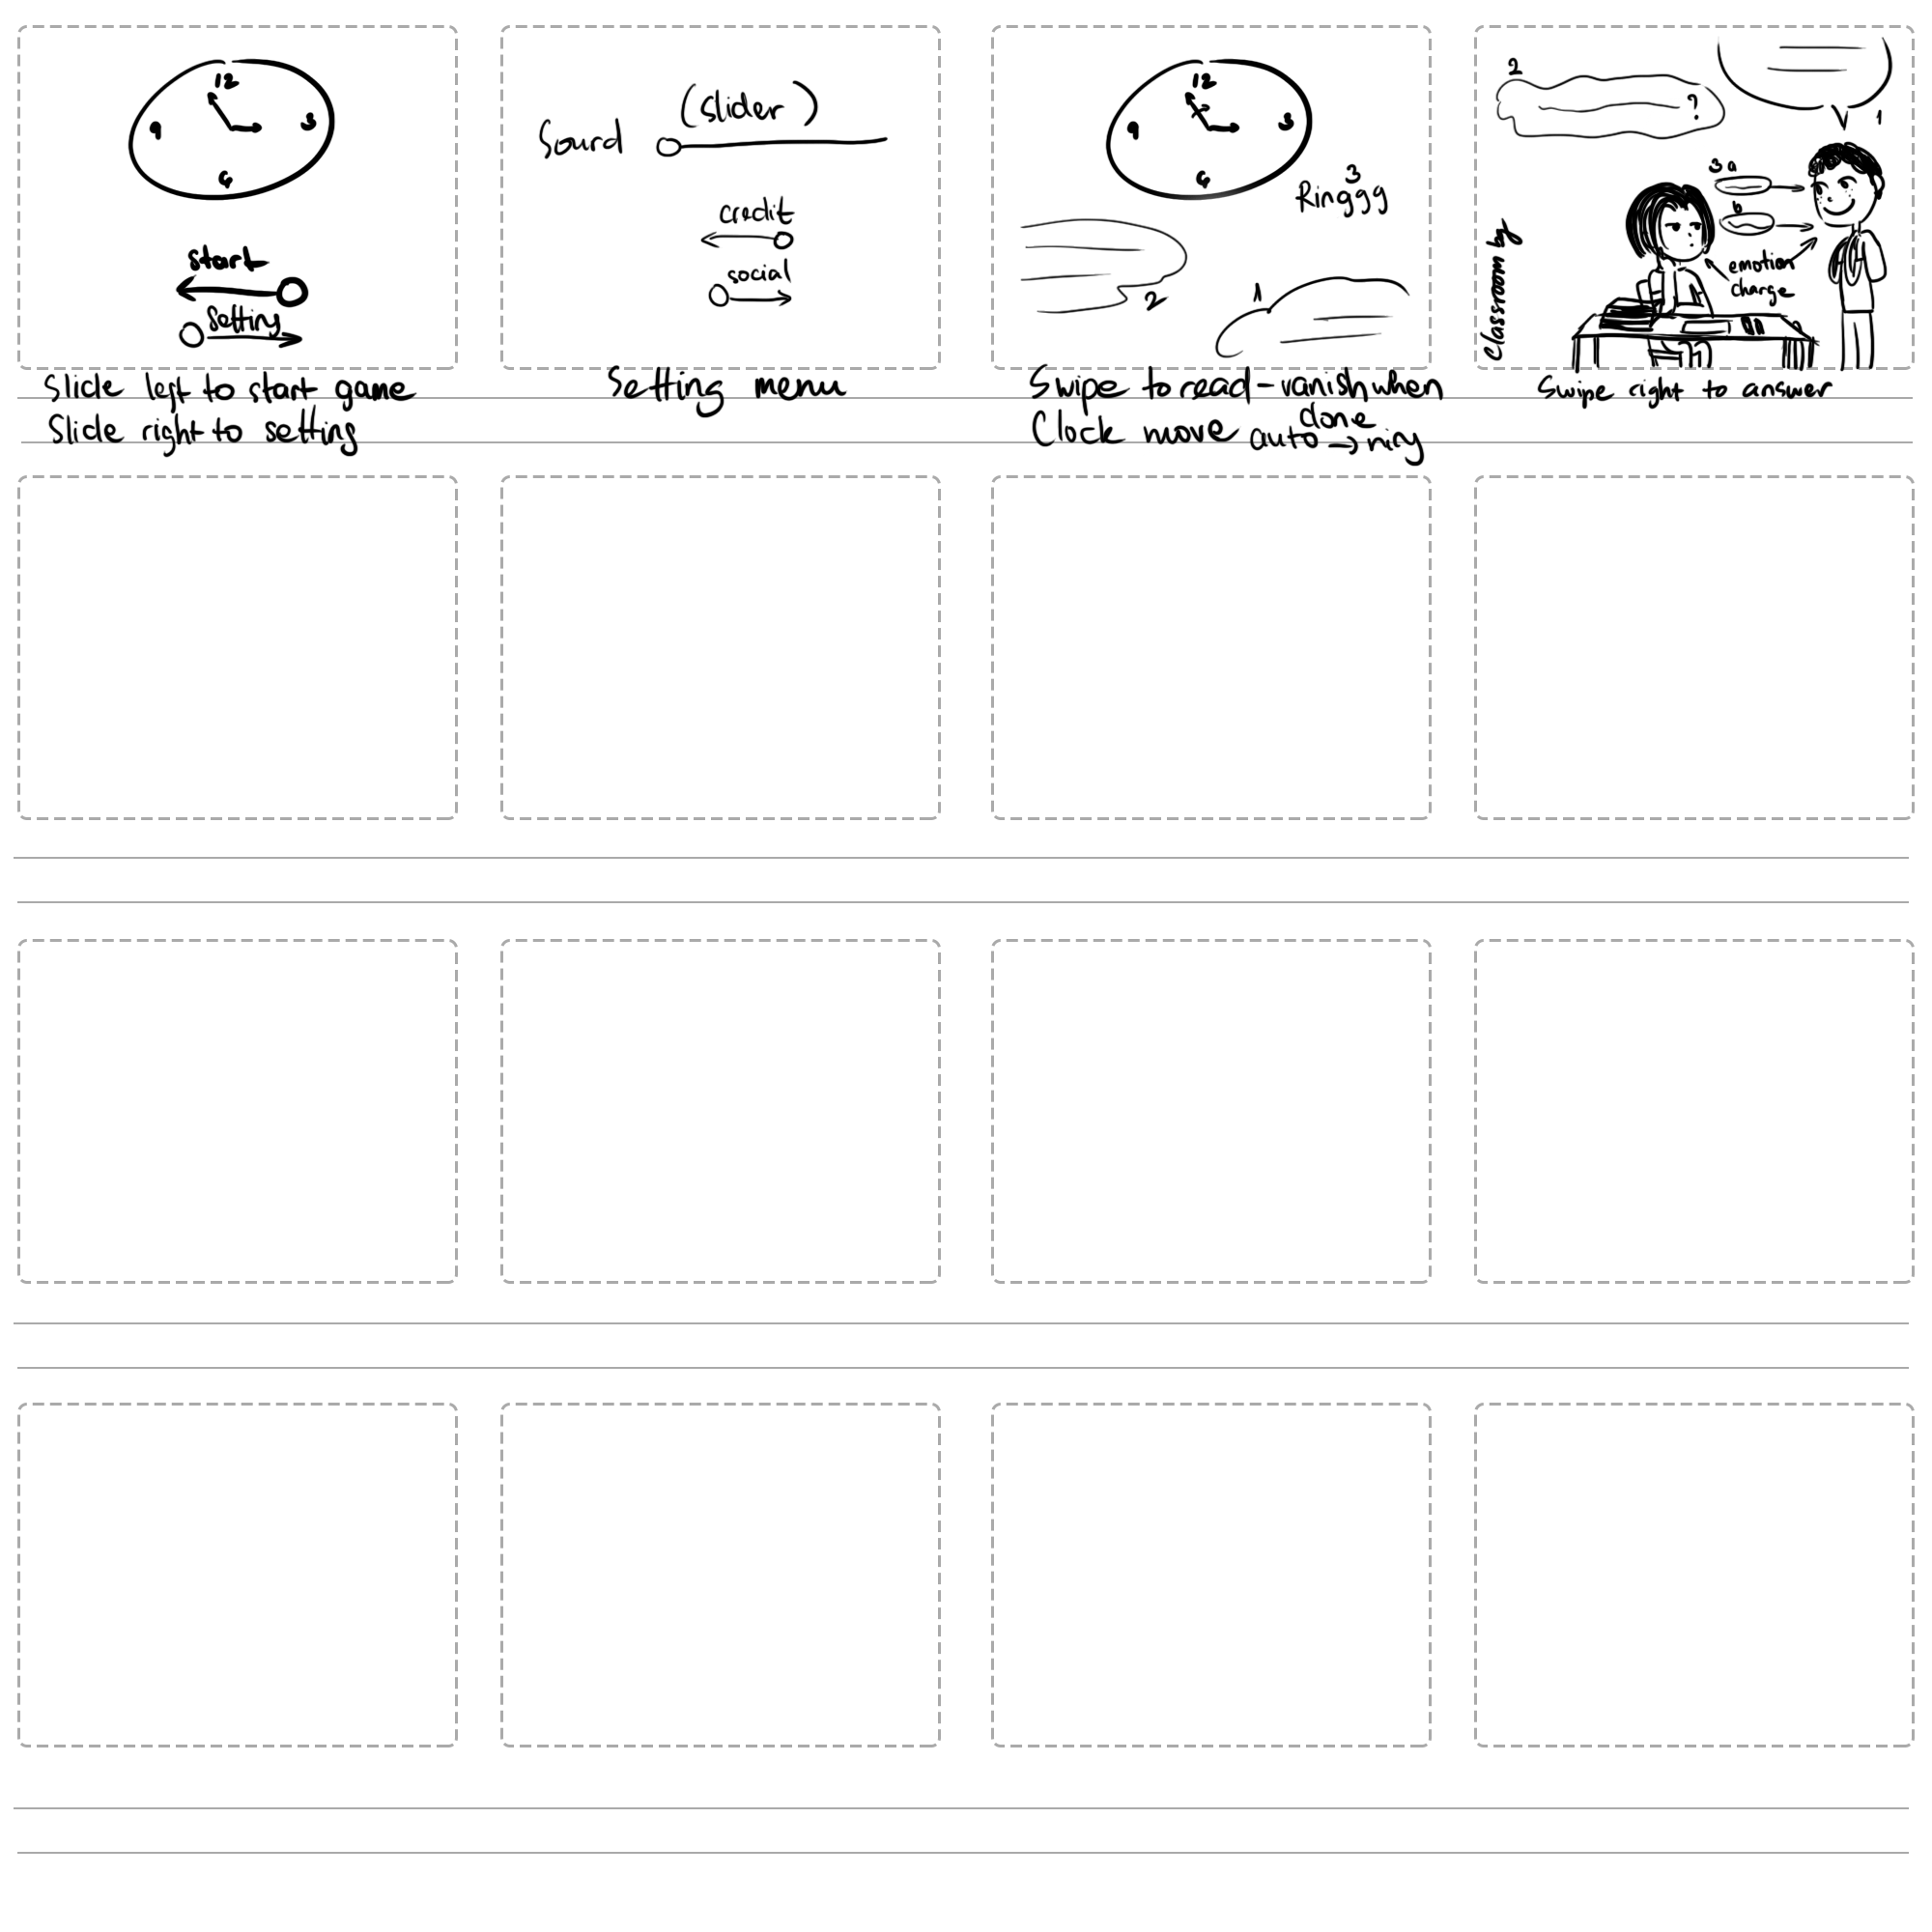 12
9
3
6
start
Setting
Slide left to start game
Slide right to setting
(slider)
Sound
credit
social
Setting menu
12
9
3
6
3
Ringgg
1
2
Swipe to read - vanish when
done
Clock move auto → ring
2
?
1
3 a
b
emotion
charge
Classroom bg
Swipe right to answer